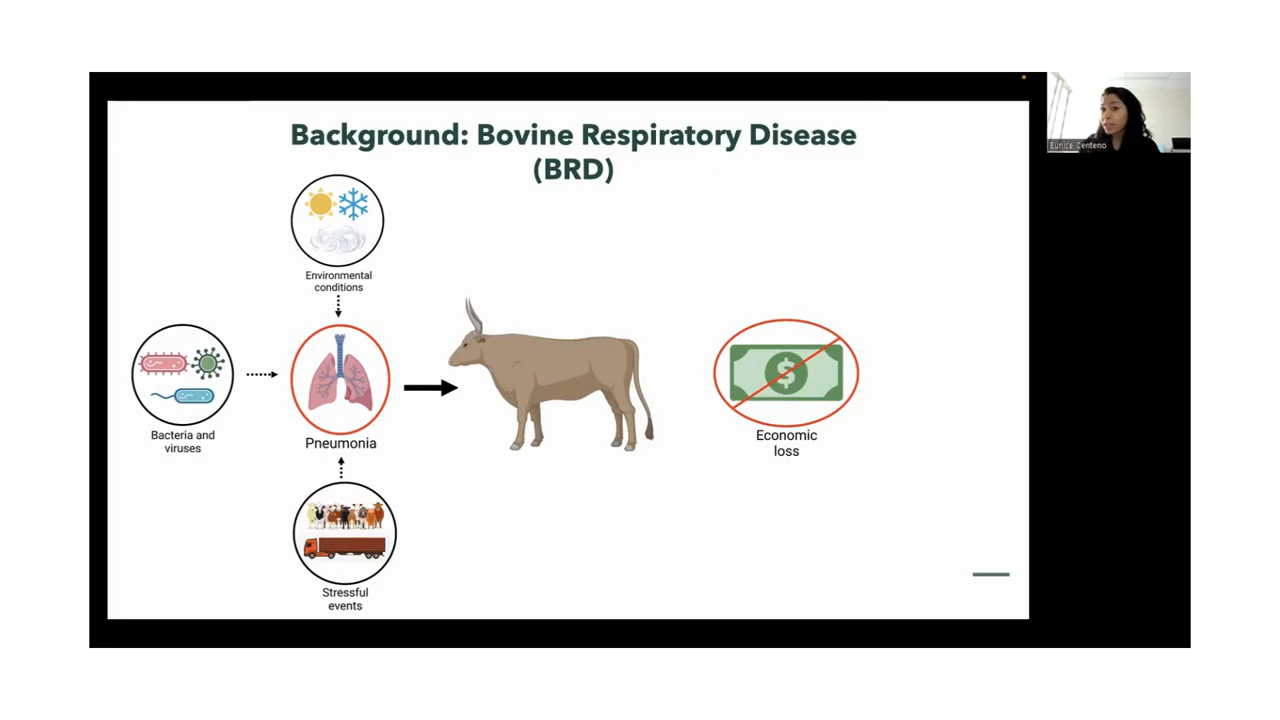 Background: Bovine Respiratory Disease
(BRD)
Eunice Centeno
Environmental
conditions
Bacteria and
viruses
Pneumonia
Economic
loss
Stressful
events